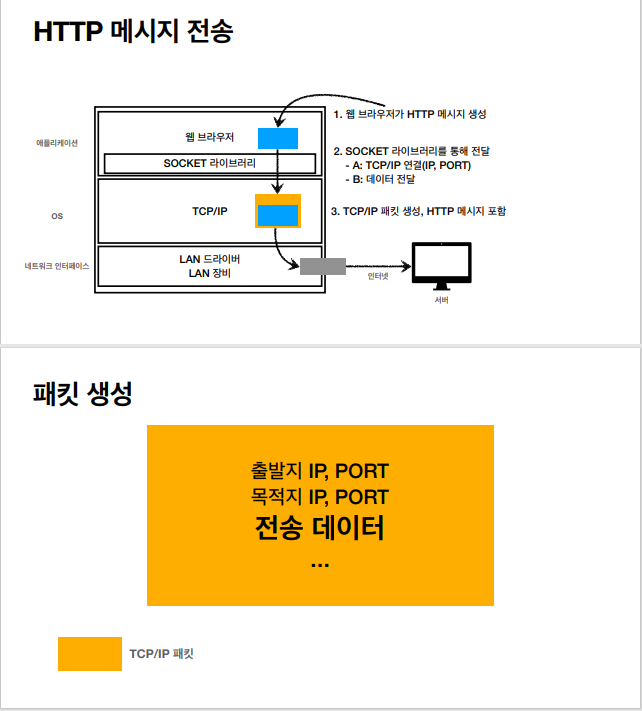 HTTP 메시지 전송
1. 웹 브라우저가 HTTP 메시지 생성
애플리케이션
웹 브라우저
SOCKET 라이브러리
2. SOCKET 라이브러리를 통해 전달
- A: TCP/IP 연결(IP, PORT)
- B: 데이터 전달
OS
TCP/IP
3. TCP/IP 패킷 생성, HTTP 메시지 포함
네트워크 인터페이스
LAN 드라이버
LAN 장비
인터넷
서버
패킷 생성
출발지 IP, PORT
목적지 IP, PORT
전송 데이터
...
TCP/IP 패킷